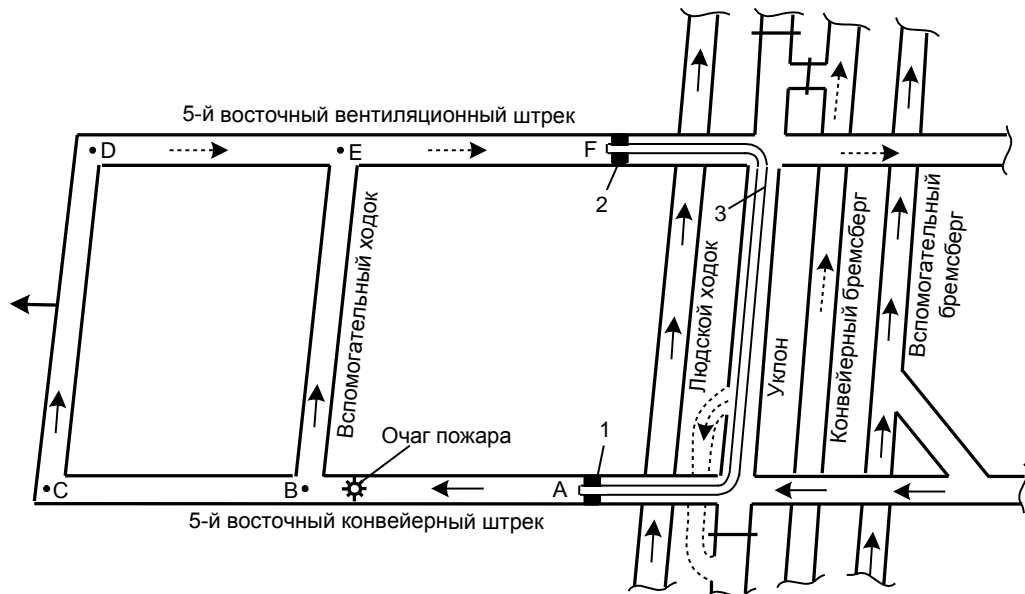 5-й восточный вентиляционный штрек
D
E
F
2
3
Вспомогательный ходок
Людской ходок
Уклон
Конвейерный бремсберг
Вспомогательный
бремсберг
Очаг пожара
1
C
B
A
5-й восточный конвейерный штрек